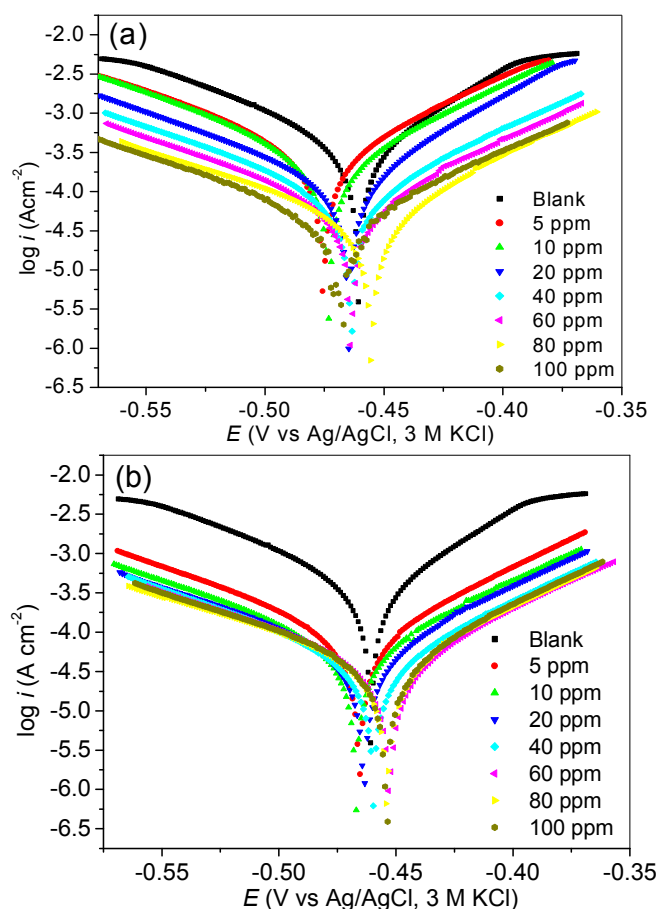 (a)
-2.0
-2.5
-3.0
-3.5
-4.0
-4.5
-5.0
-5.5
-6.0
-6.5
log i (Acm-2)
Blank
5 ppm
10 ppm
20 ppm
40 ppm
60 ppm
80 ppm
100 ppm
-0.55 -0.50 -0.45 -0.40 -0.35
E (V vs Ag/AgCl, 3 M KCl)
(b)
-2.0
-2.5
-3.0
-3.5
-4.0
-4.5
-5.0
-5.5
-6.0
-6.5
log i (A cm-2)
Blank
5 ppm
10 ppm
20 ppm
40 ppm
60 ppm
80 ppm
100 ppm
-0.55 -0.50 -0.45 -0.40 -0.35
E (V vs Ag/AgCl, 3 M KCl)